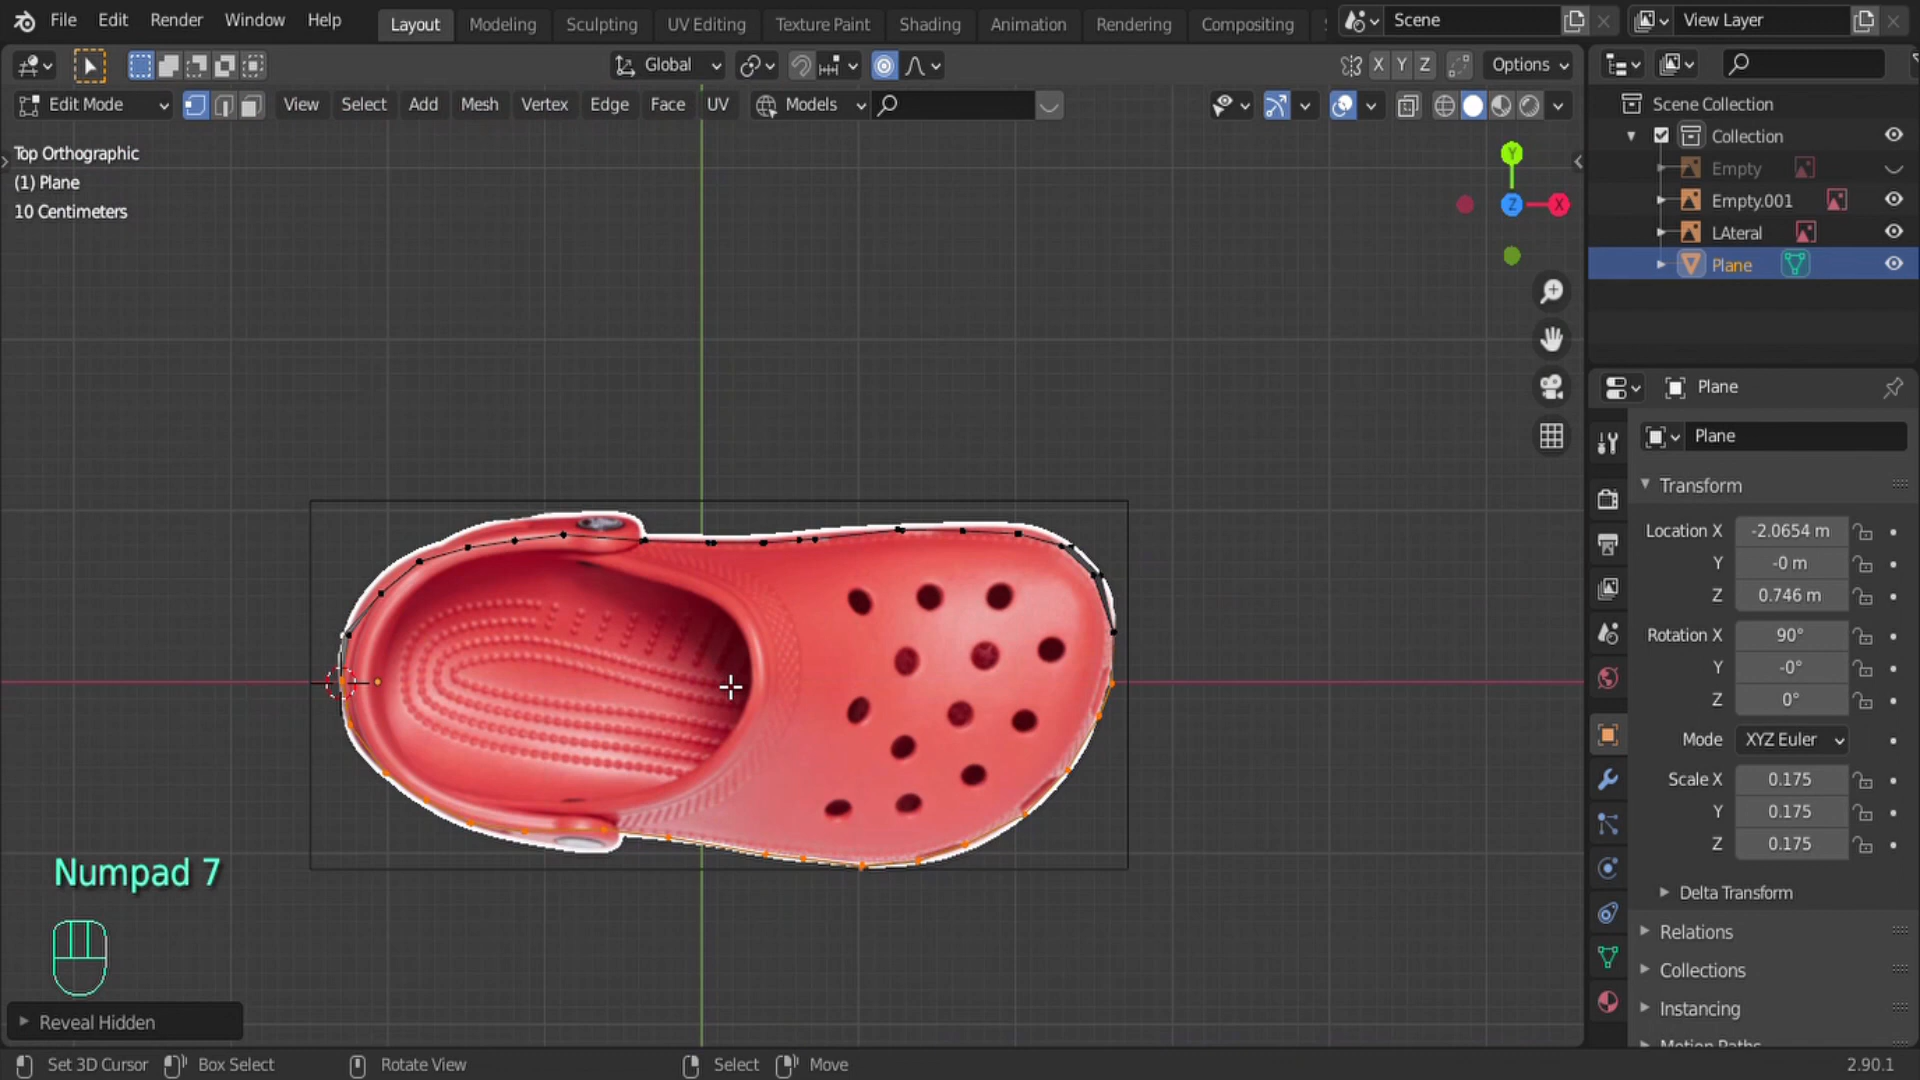 File Edit Render Window Help
Layout Modeling Sculpting UV Editing Texture Paint Shading Animation Rendering Compositing
Scene
View Layer
Global
X Y Z
Options
Edit Mode
View Select Add Mesh Vertex Edge Face UV
Models
Top Orthographic
(1) Plane
10 Centimeters
Y
Z
X
Numpad 7
Reveal Hidden
Set 3D Cursor
Box Select
Rotate View
Select
Move
2.90.1
Scene Collection
Collection
Empty
Empty.001
LAteral
Plane
Plane
Plane
Transform
Location X -2.0654 m
Y -0 m
Z 0.746 m
Rotation X 90°
Y -0°
Z 0°
Mode XYZ Euler
Scale X 0.175
Y 0.175
Z 0.175
Delta Transform
Relations
Collections
Instancing
Motion Paths